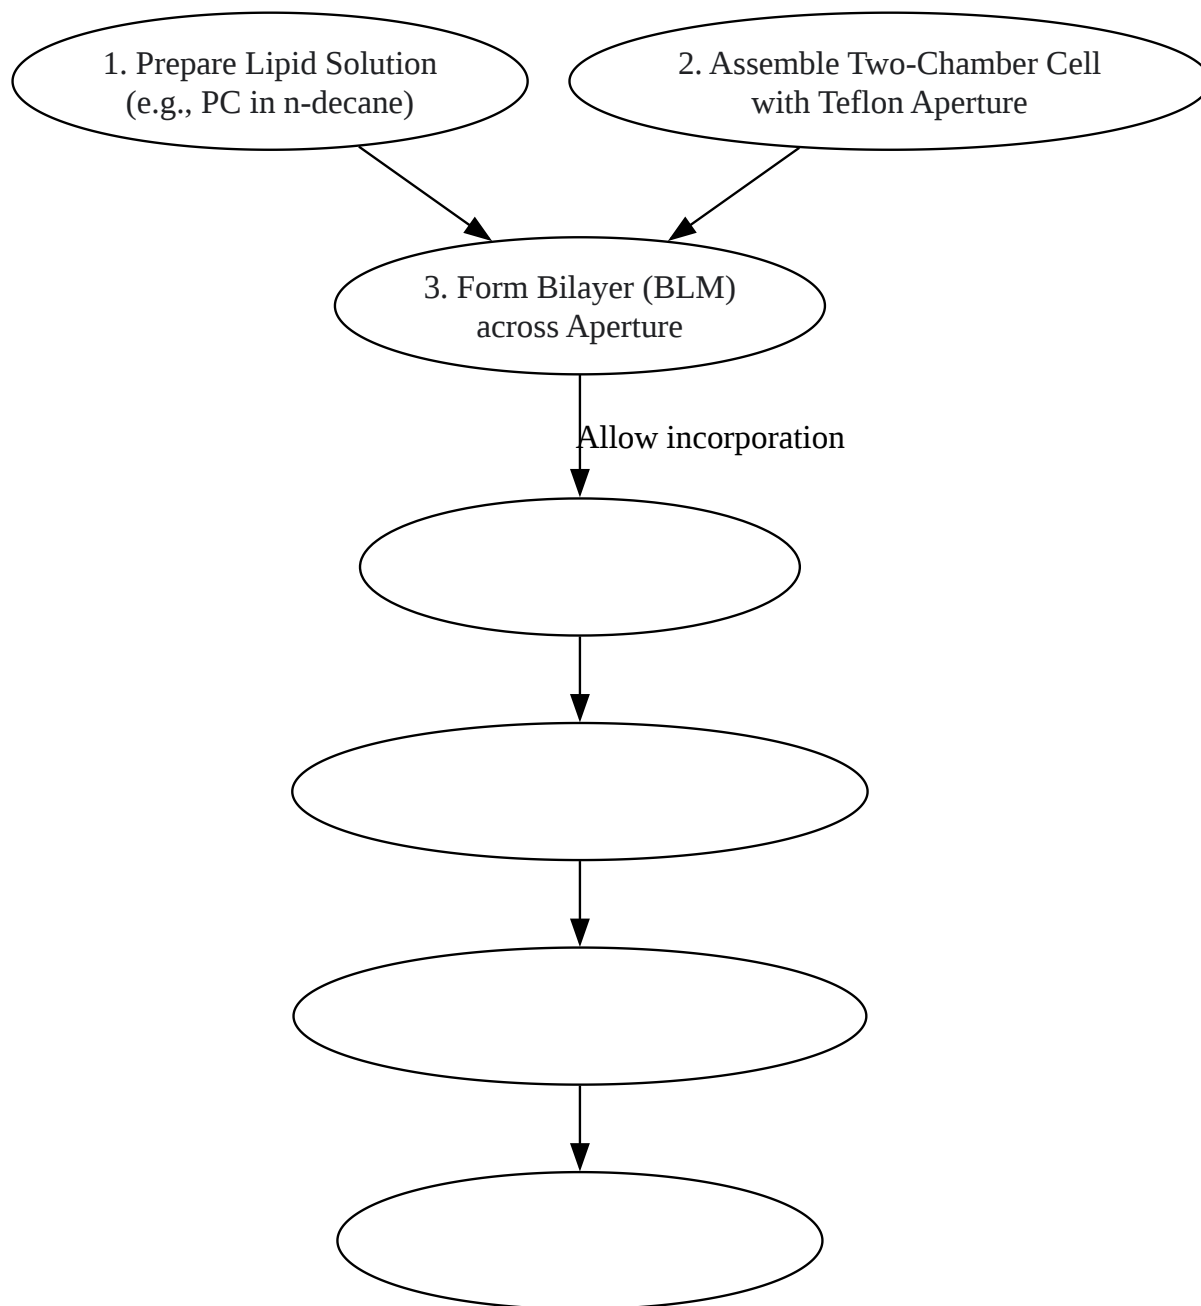 1. Prepare Lipid Solution
(e.g., PC in n-decane)
2. Assemble Two-Chamber Cell
with Teflon Aperture
3. Form Bilayer (BLM)
across Aperture
Allow incorporation